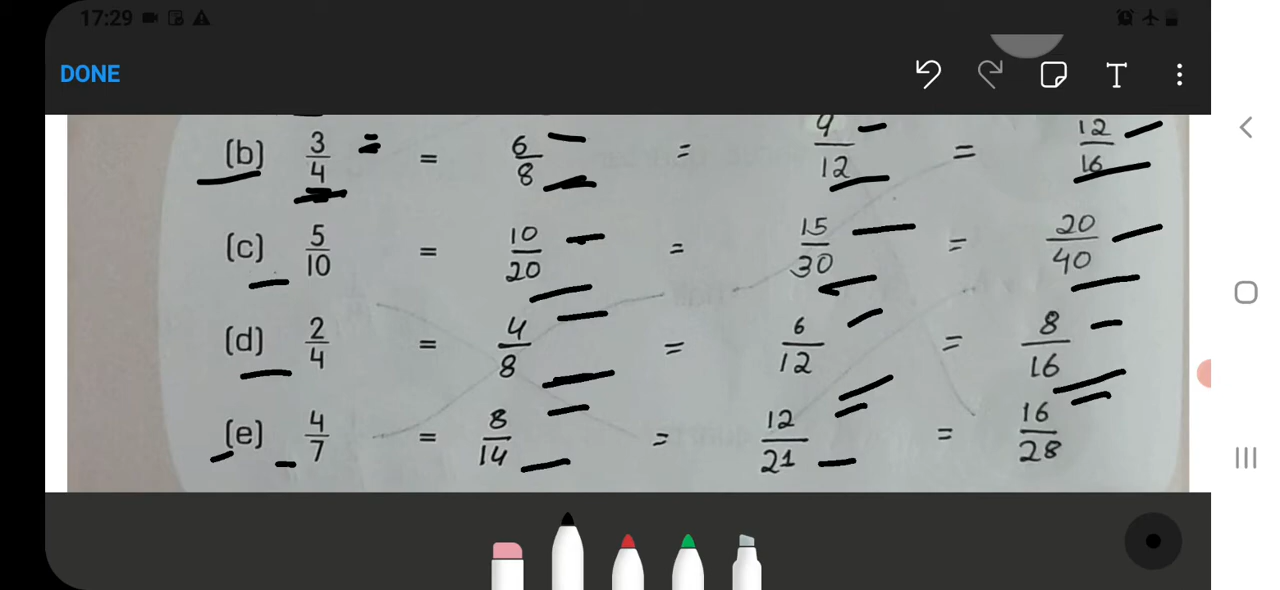 17:29
DONE
T
(b) 3/4 = 6/8 = 9/12 = 12/16
(c) 5/10 = 10/20 = 15/30 = 20/40
(d) 2/4 = 4/8 = 6/12 = 8/16
(e) 4/7 = 8/14 = 12/21 = 16/28